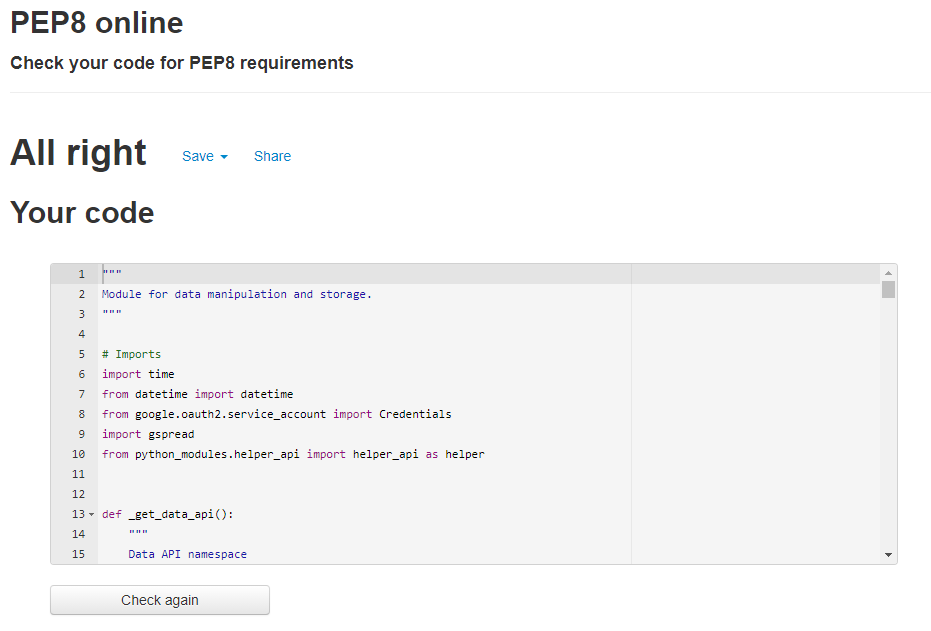 PEP8 online
Check your code for PEP8 requirements
All right Save Share
Your code
1 """
2 Module for data manipulation and storage.
3 """
4
5 # Imports
6 import time
7 from datetime import datetime
8 from google.oauth2.service_account import Credentials
9 import gspread
10 from python_modules.helper_api import helper_api as helper
11
12
13 def _get_data_api():
14     """
15     Data API namespace
Check again